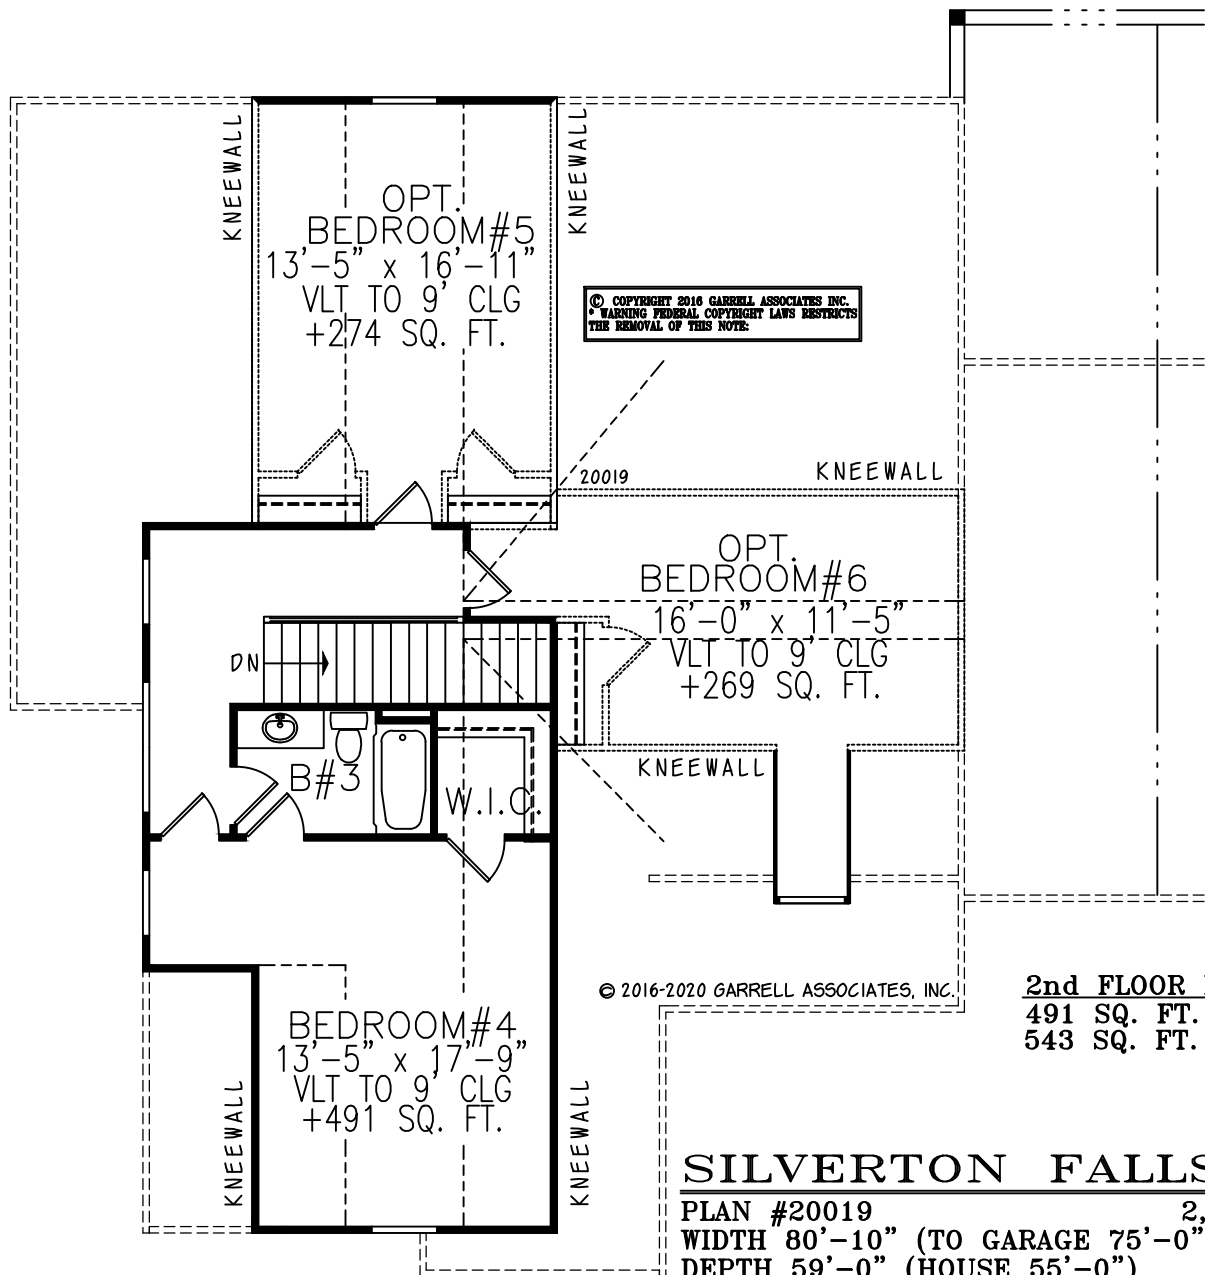 KNEEWALL
KNEEWALL
OPT.
BEDROOM#5
13'-5" x 16'-11"
VLT TO 9' CLG
+274 SQ. FT.
© COPYRIGHT 2016 GARRELL ASSOCIATES INC.
* WARNING FEDERAL COPYRIGHT LAWS RESTRICTS
THE REMOVAL OF THIS NOTE:
20019
KNEEWALL
OPT.
BEDROOM#6
16'-0" x 11'-5"
VLT TO 9' CLG
+269 SQ. FT.
DN
B#3
W.I.C.
KNEEWALL
© 2016-2020 GARRELL ASSOCIATES, INC.
2nd FLOOR
491 SQ. FT.
543 SQ. FT.
BEDROOM#4
13'-5" x 17'-9"
VLT TO 9' CLG
+491 SQ. FT.
KNEEWALL
KNEEWALL
SILVERTON FALLS
PLAN #20019 2,
WIDTH 80'-10" (TO GARAGE 75'-0"
DEPTH 59'-0" (HOUSE 55'-0")